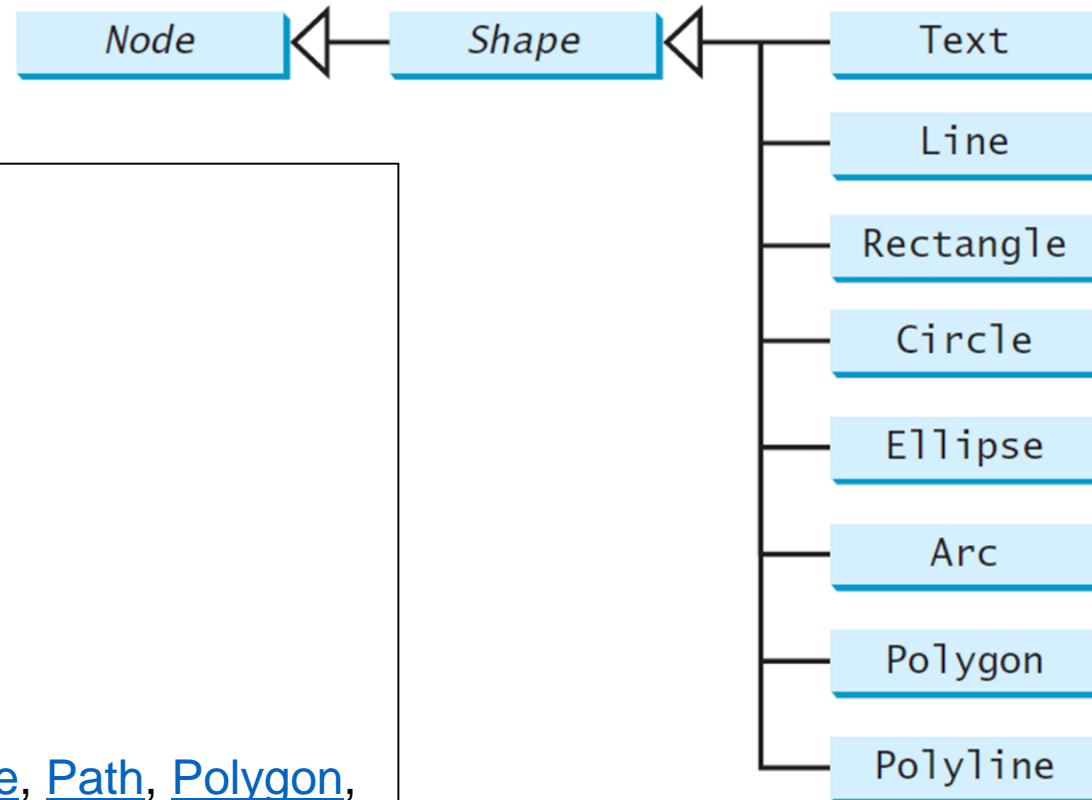 Node
Shape
Text
Line
Rectangle
Circle
Ellipse
Arc
Polygon
Polyline
, Path, Polygon,